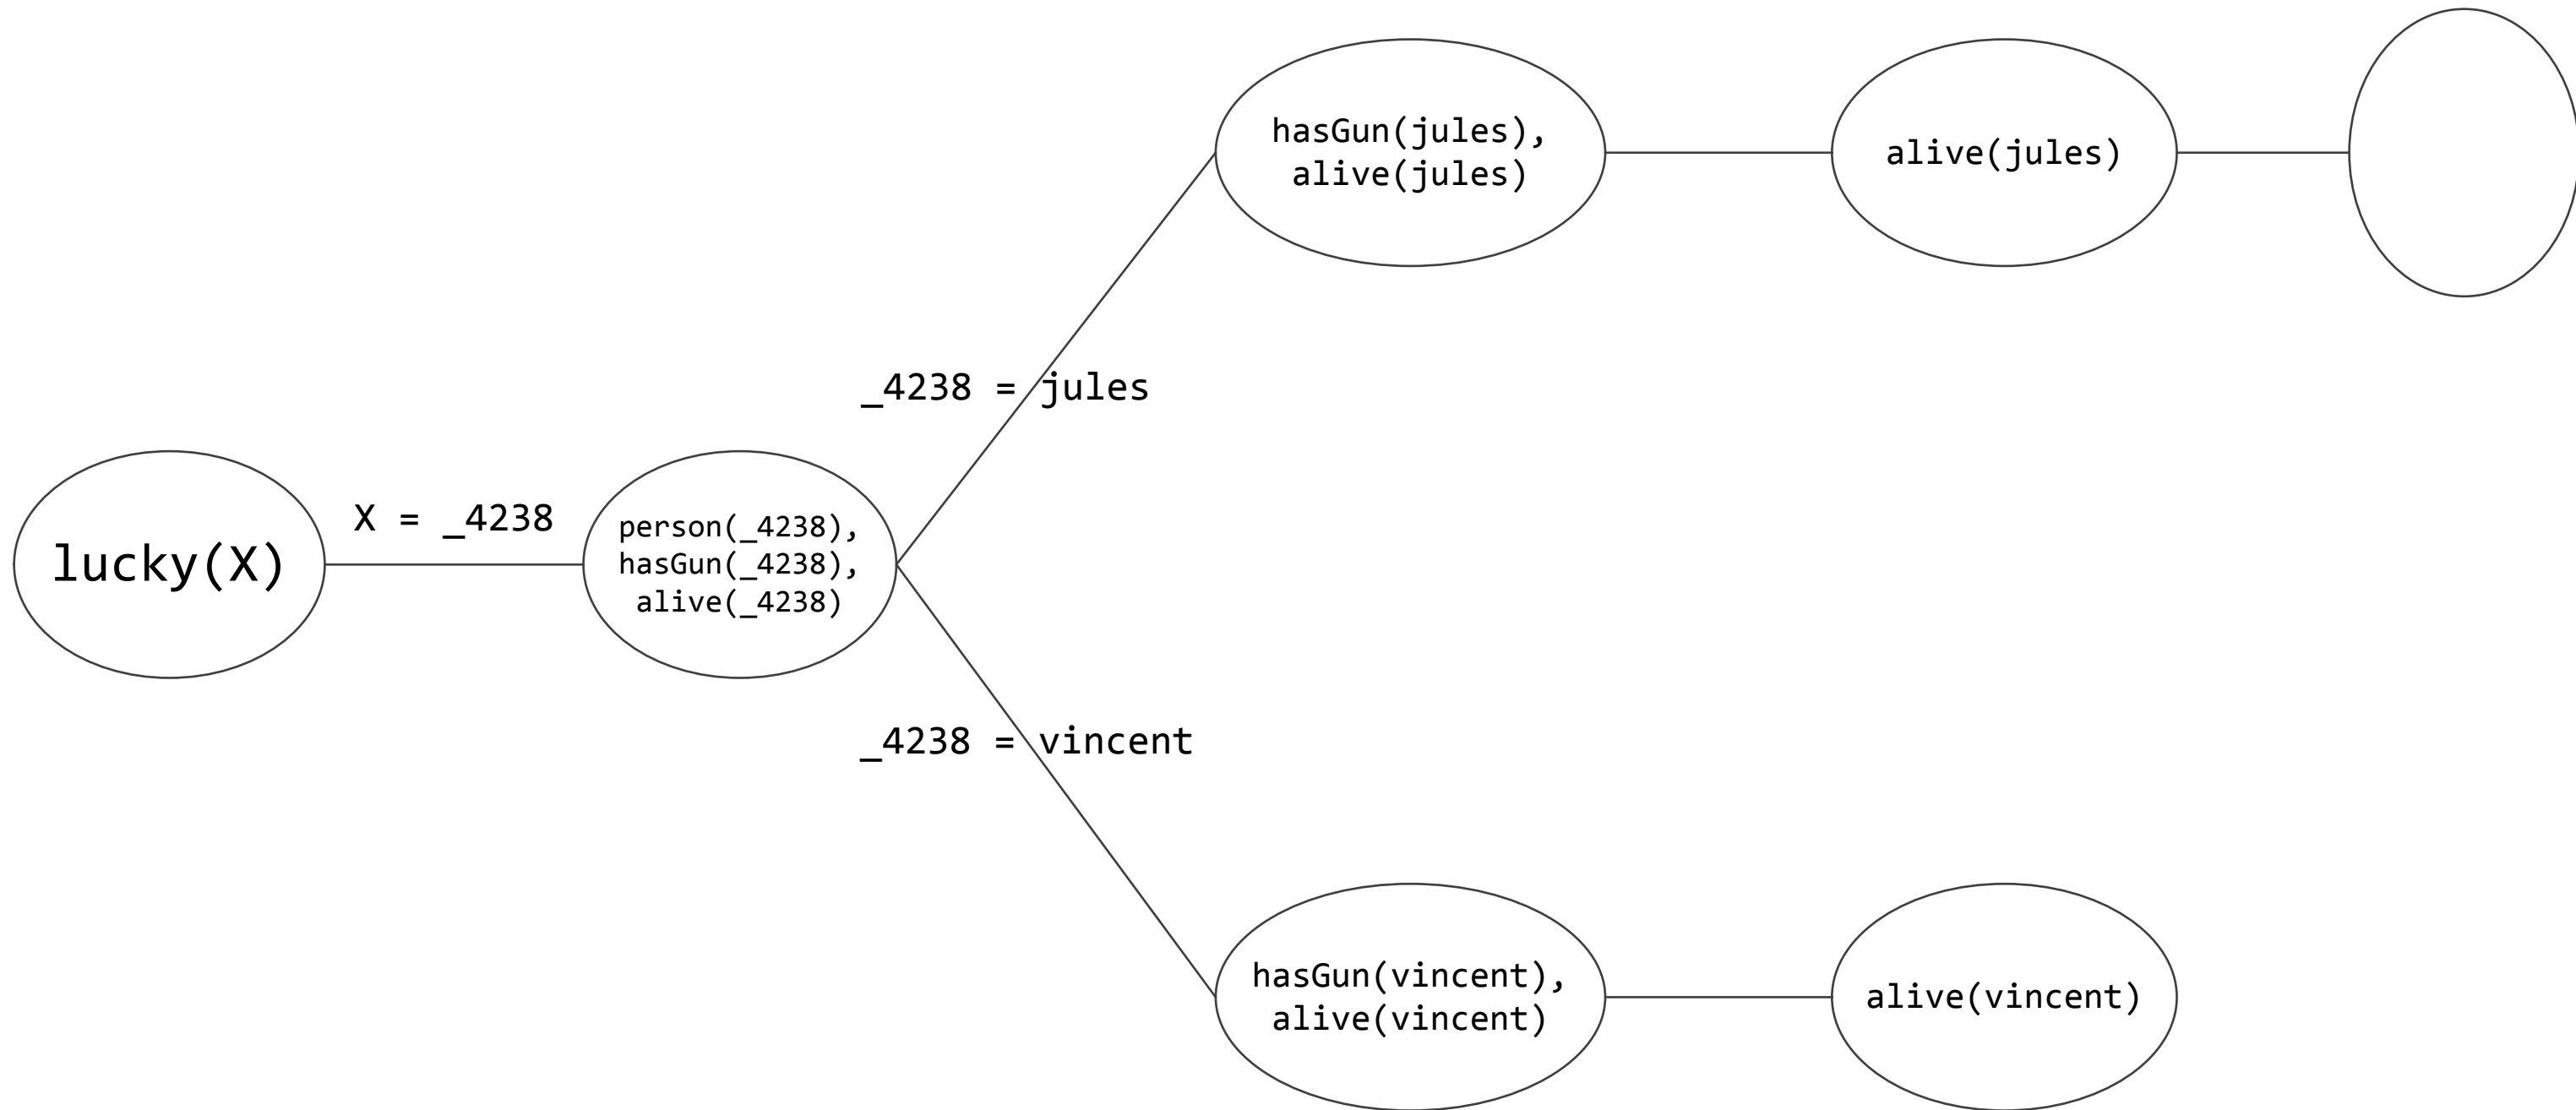 lucky(X)
X = _4238
person(_4238),
hasGun(_4238),
alive(_4238)
_4238 = jules
hasGun(jules),
alive(jules)
alive(jules)
_4238 = vincent
hasGun(vincent),
alive(vincent)
alive(vincent)